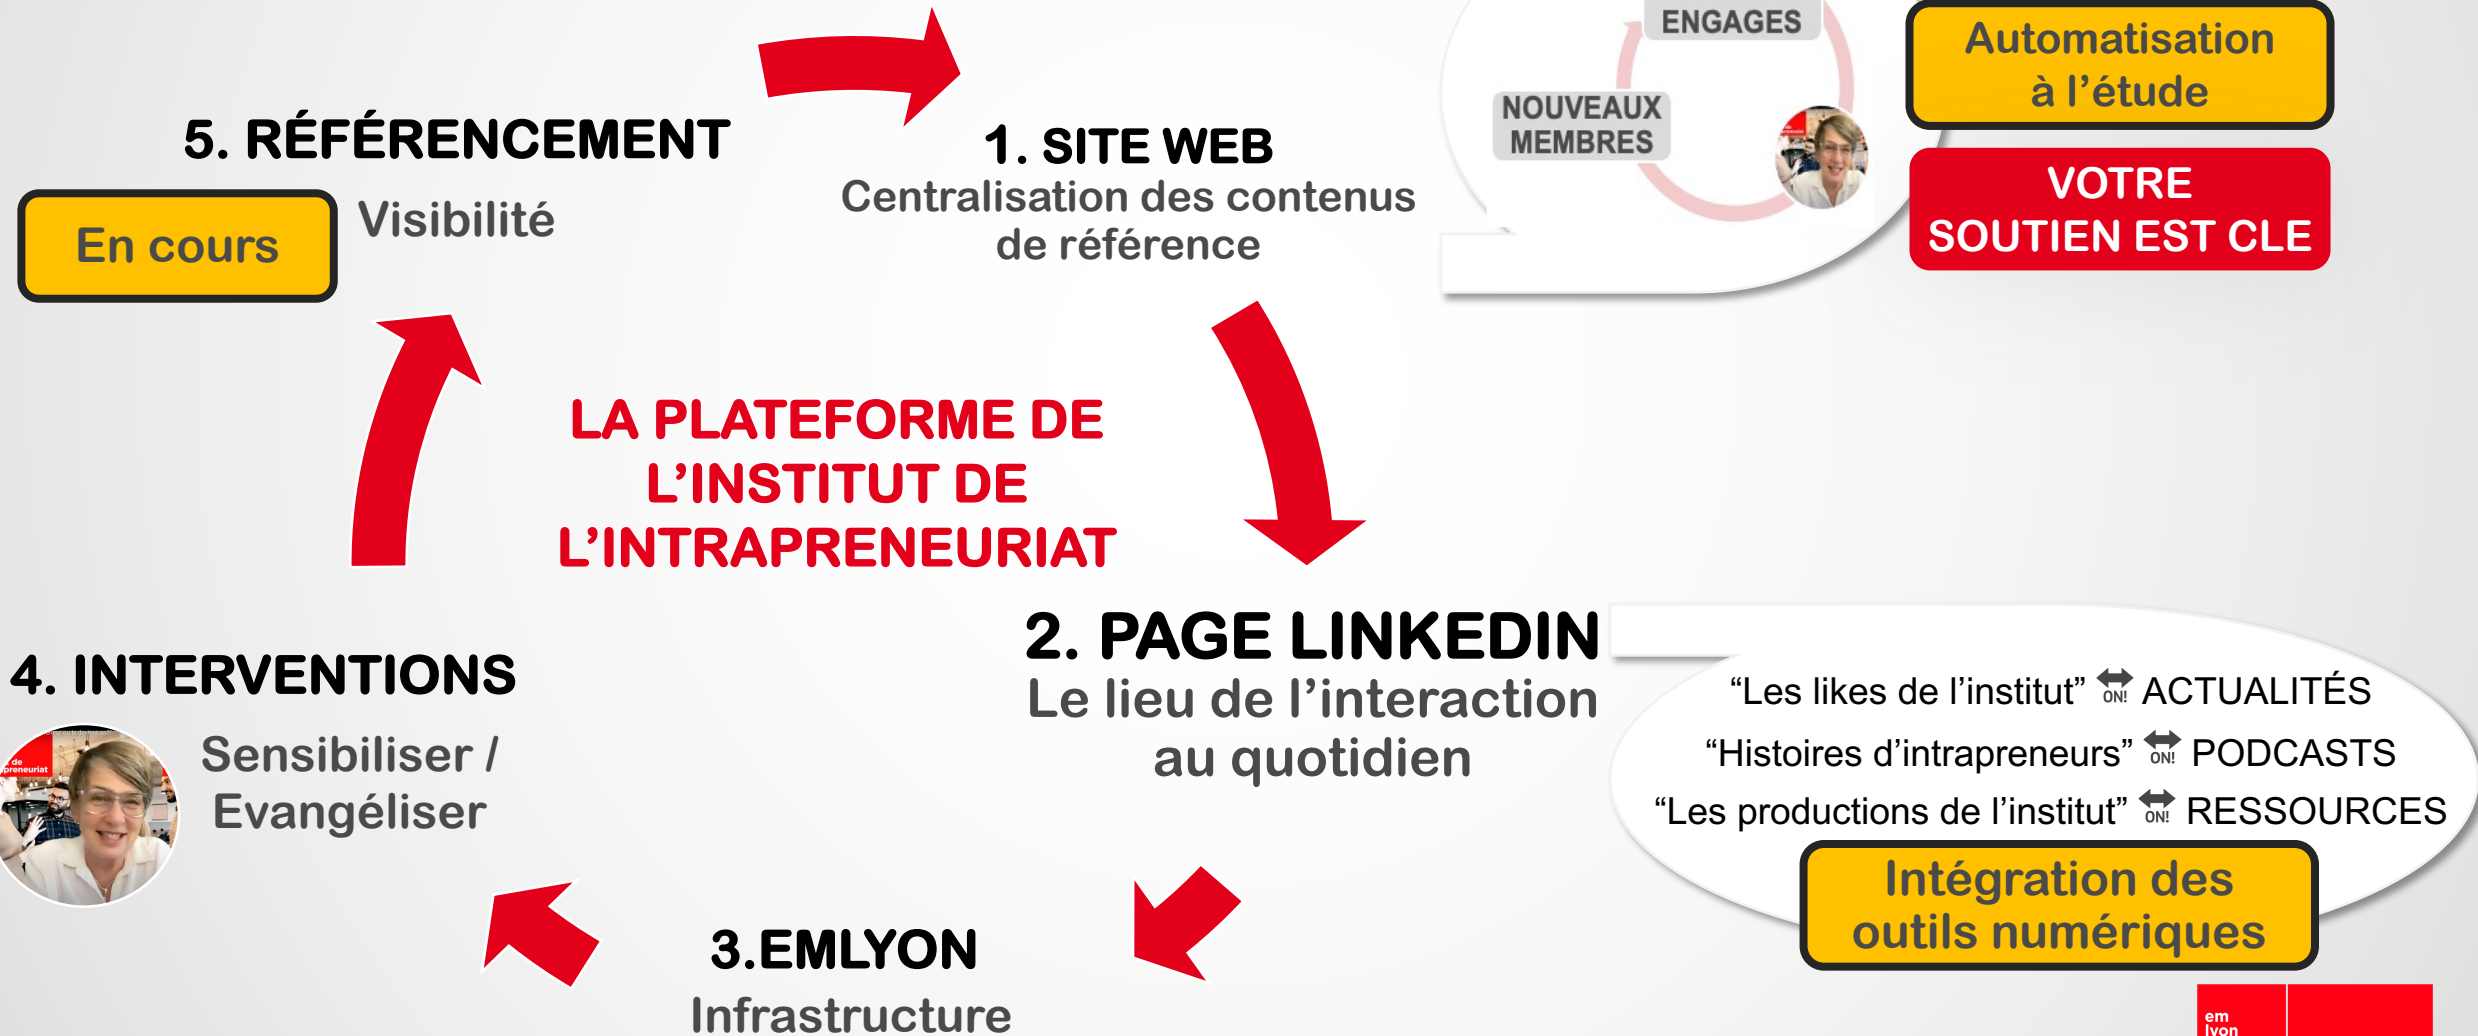 ENGAGES
NOUVEAUX
MEMBRES
Automatisation
à l’étude
VOTRE
SOUTIEN EST CLE
5. RÉFÉRENCEMENT
Visibilité
En cours
1. SITE WEB
Centralisation des contenus
de référence
LA PLATEFORME DE
L’INSTITUT DE
L’INTRAPRENEURIAT
2. PAGE LINKEDIN
Le lieu de l’interaction
au quotidien
“Les likes de l’institut” ON! ACTUALITÉS
“Histoires d’intrapreneurs” ON! PODCASTS
“Les productions de l’institut” ON! RESSOURCES
Intégration des
outils numériques
4. INTERVENTIONS
Sensibiliser /
Evangéliser
3.EMLYON
Infrastructure
em
lyon